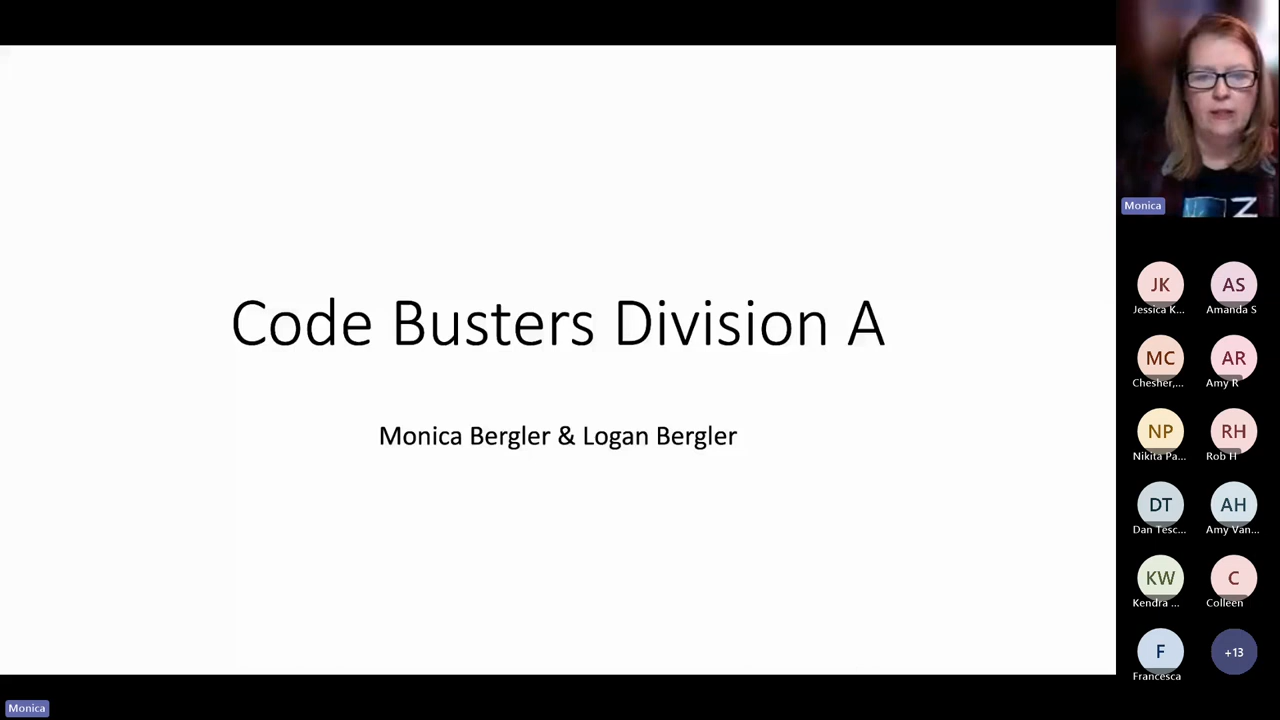 Code Busters Division A
Monica Bergler & Logan Bergler
Monica
Z
JK
Jessica K...
AS
Amanda S
MC
Chesher,...
AR
Amy R
NP
Nikita Pa...
RH
Rob H
DT
Dan Tesc...
AH
Amy Van...
KW
Kendra ...
C
Colleen
F
Francesca
+13
Monica